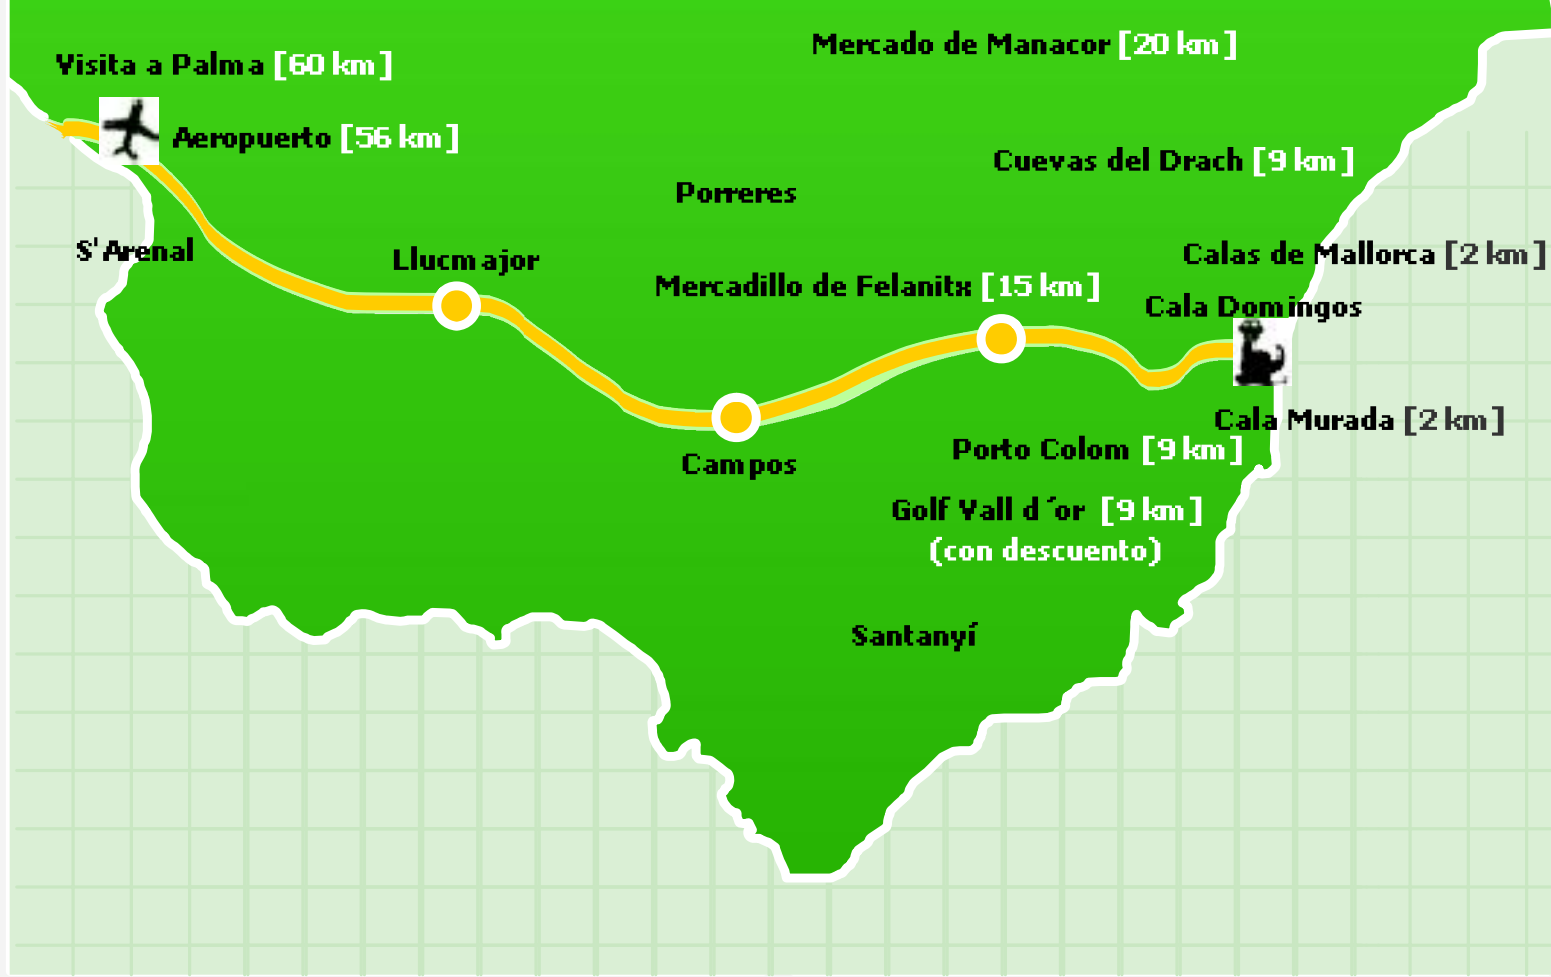 Mercado de Manacor [20 km]
Visita a Palma [60 km]
Aeropuerto [56 km]
Cuevas del Drach [9 km]
Porreres
S'Arenal
Llucmajor
Calas de Mallorca [2 km]
Mercadillo de Felanitx [15 km]
Cala Domingos
Cala Murada [2 km]
Porto Colom [9 km]
Campos
Golf Vall d´or [9 km]
(con descuento)
Santanyí